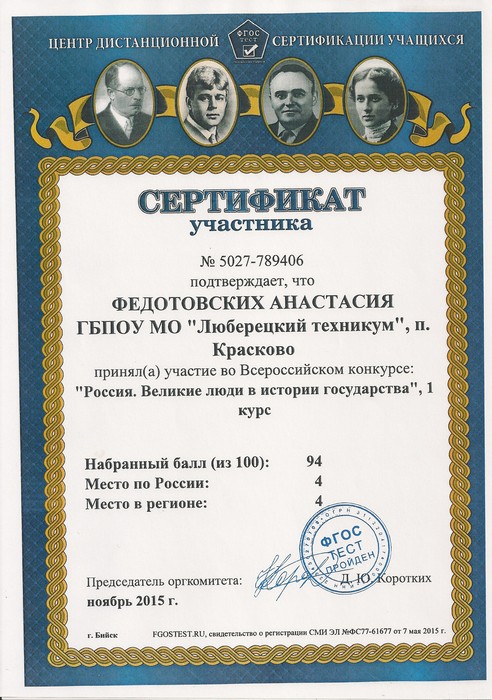 ЦЕНТР ДИСТАНЦИОННОЙ СЕРТИФИКАЦИИ УЧАЩИХСЯ
ФГОС
ТЕСТ
СЕРТИФИКАТ
участника
№ 5027-789406
подтверждает, что
ФЕДОТОВСКИХ АНАСТАСИЯ
ГБПОУ МО "Люберецкий техникум", п.
Красково
принял(а) участие во Всероссийском конкурсе:
"Россия. Великие люди в истории государства", 1
курс
Набранный балл (из 100): 94
Место по России: 4
Место в регионе: 4
ФГОС
ТЕСТ
ПРОЙДЕН
Председатель оргкомитета: Д. Ю. Коротких
ноябрь 2015 г.
г. Бийск FGOSTEST.RU, свидетельство о регистрации СМИ ЭЛ №ФС77-61677 от 7 мая 2015 г.